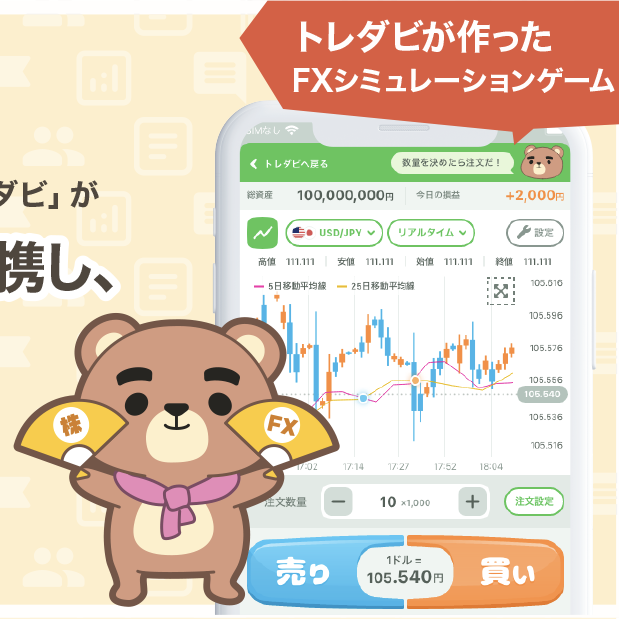 トレダビが作った
FXシミュレーションゲーム
ダビ」が
携し、
SIMなし
トレダビへ戻る
数量を決めたら注文だ！
総資産 100,000,000円 今日の損益 +2,000円
USD/JPY リアルタイム 設定
高値 111.111 安値 111.111 始値 111.111 終値 111.111
5日移動平均線 25日移動平均線
105.616
105.596
105.576
105.556
105.640
105.536
105.516
17:02 17:14 17:27 17:52 18:04
株
FX
注文数量 10 ×1,000 注文設定
売り 1ドル= 買い
105.540円